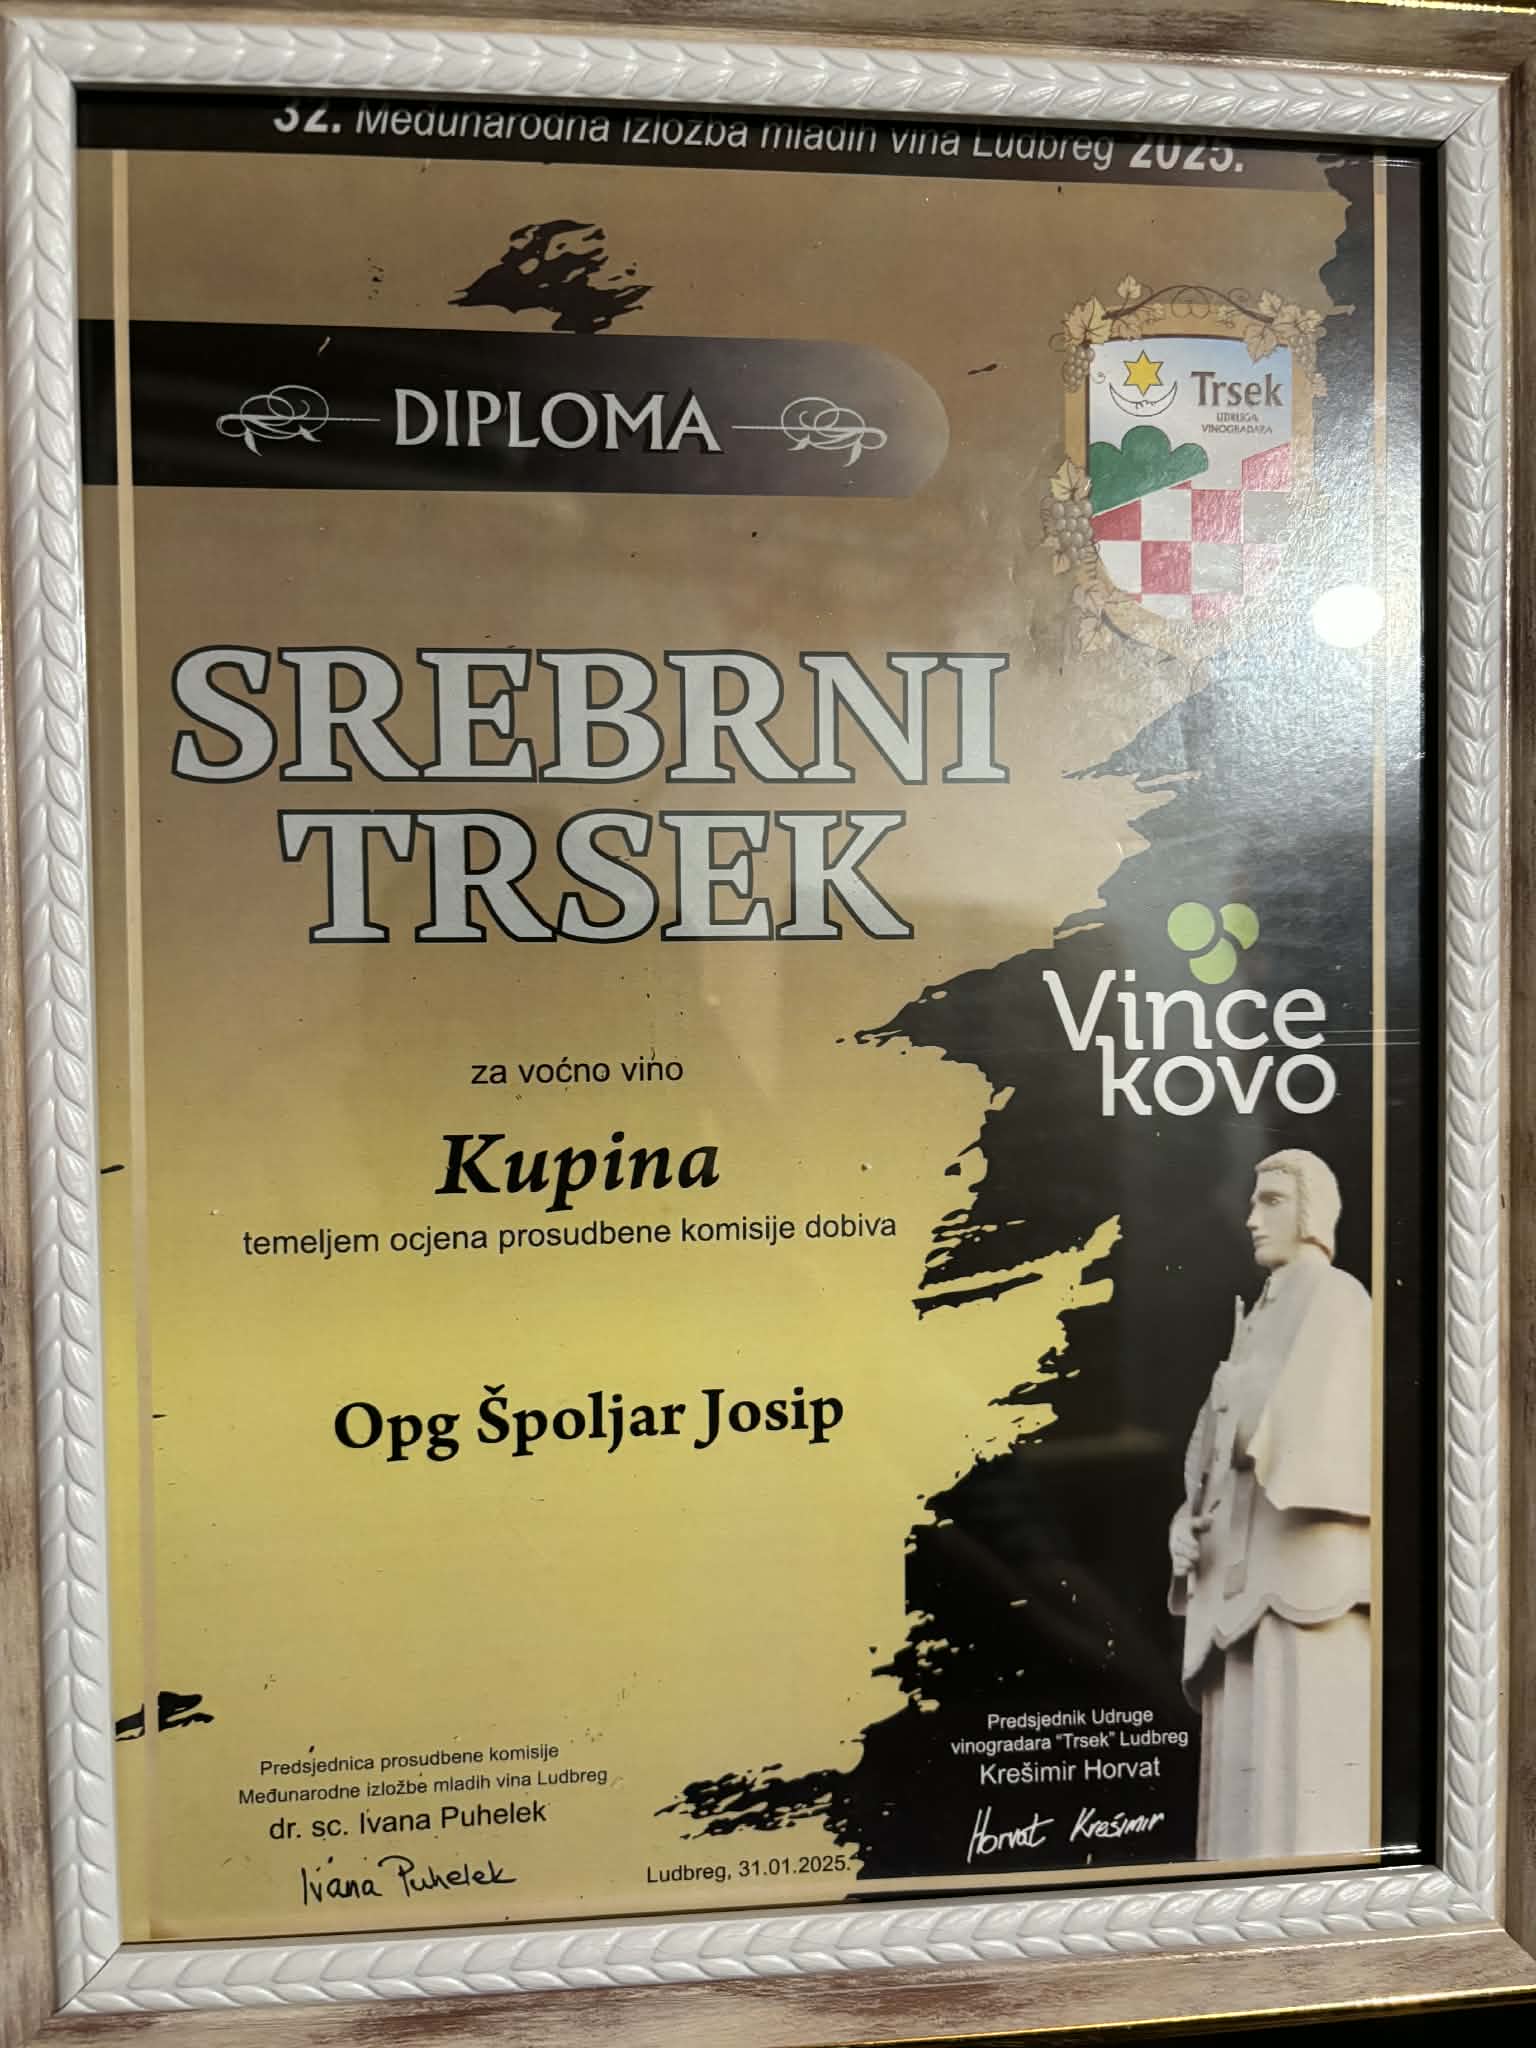 32. Međunarodna izložba mladih vina Ludbreg 2025.
DIPLOMA
Trsek
UDRUGA
VINOGRADARA
SREBRNI
TRSEK
za voćno vino
Kupina
temeljem ocjena prosudbene komisije dobiva
Opg Špoljar Josip
Vince
kovo
Predsjednica prosudbene komisije
Međunarodne izložbe mladih vina Ludbreg
dr. sc. Ivana Puhelek
Ivana Puhelek
Ludbreg, 31.01.2025.
Predsjednik Udruge
vinogradara "Trsek" Ludbreg
Krešimir Horvat
Horvat Krešimir